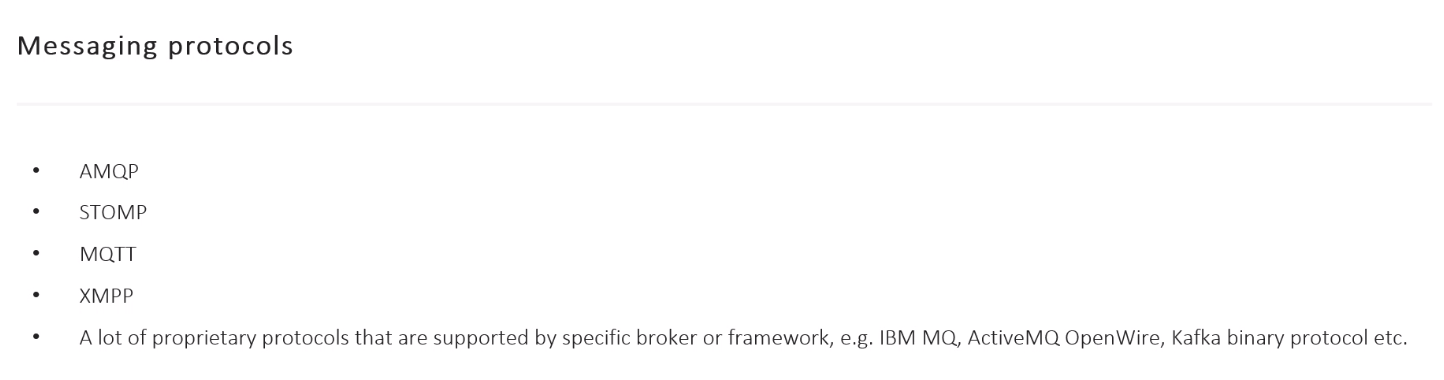 Messaging protocols
• AMQP
• STOMP
• MQTT
• XMPP
• A lot of proprietary protocols that are supported by specific broker or framework, e.g. IBM MQ, ActiveMQ OpenWire, Kafka binary protocol etc.